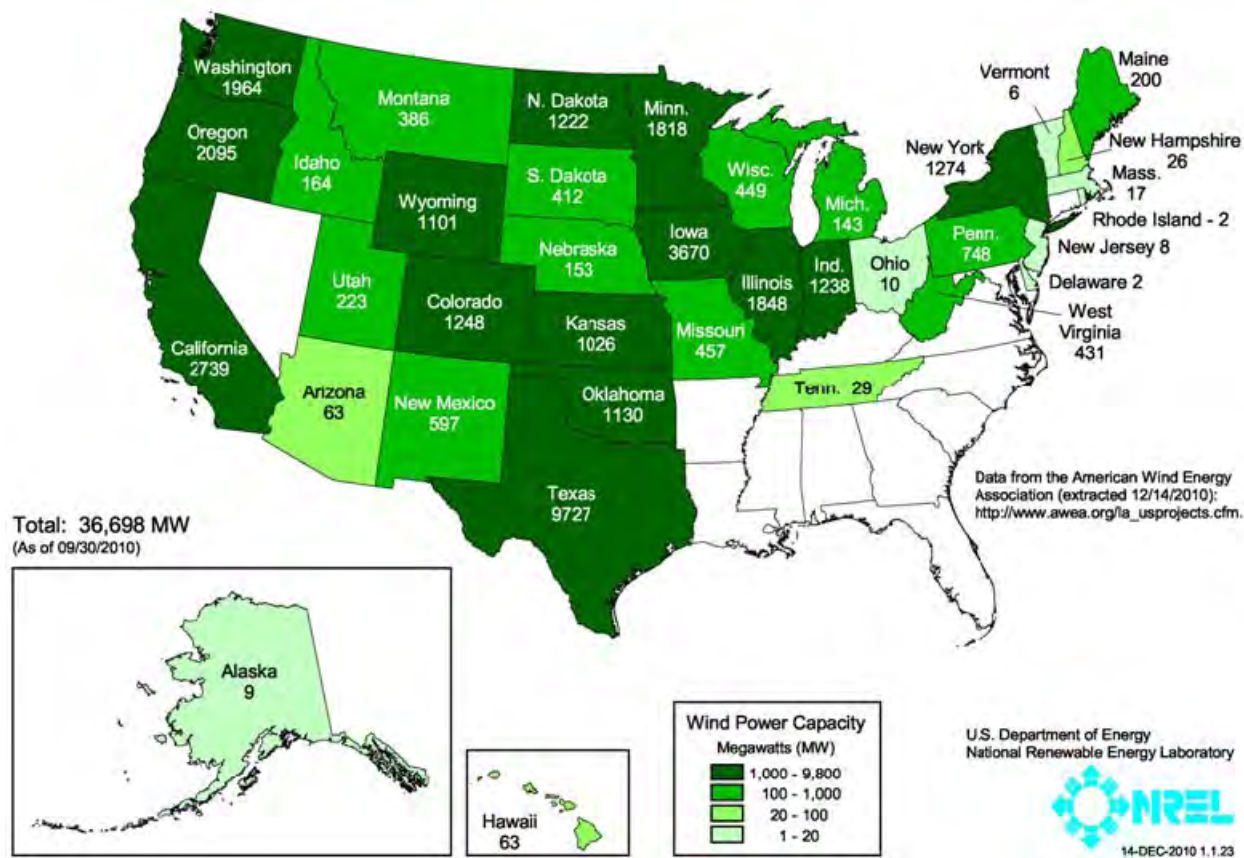 Washington
1964
Oregon
2095
California
2739
Idaho
164
Montana
386
Wyoming
1101
Utah
223
Arizona
63
Colorado
1248
New Mexico
597
N. Dakota
1222
S. Dakota
412
Nebraska
153
Kansas
1026
Oklahoma
1130
Texas
9727
Minn.
1818
Iowa
3670
Missouri
457
Wisc.
449
Illinois
1848
Mich.
143
Ind.
1238
Ohio
10
Tenn. 29
Penn.
748
New York
1274
Vermont
6
Maine
200
New Hampshire
26
Mass.
17
Rhode Island - 2
New Jersey 8
Delaware 2
West
Virginia
431
Data from the American Wind Energy
Association (extracted 12/14/2010):
http://www.awea.org/la_usprojects.cfm.
Total: 36,698 MW
(As of 09/30/2010)
Alaska
9
Hawaii
63
Wind Power Capacity
Megawatts (MW)
1,000 - 9,800
100 - 1,000
20 - 100
1 - 20
U.S. Department of Energy
National Renewable Energy Laboratory
NREL
14-DEC-2010 1.1.23